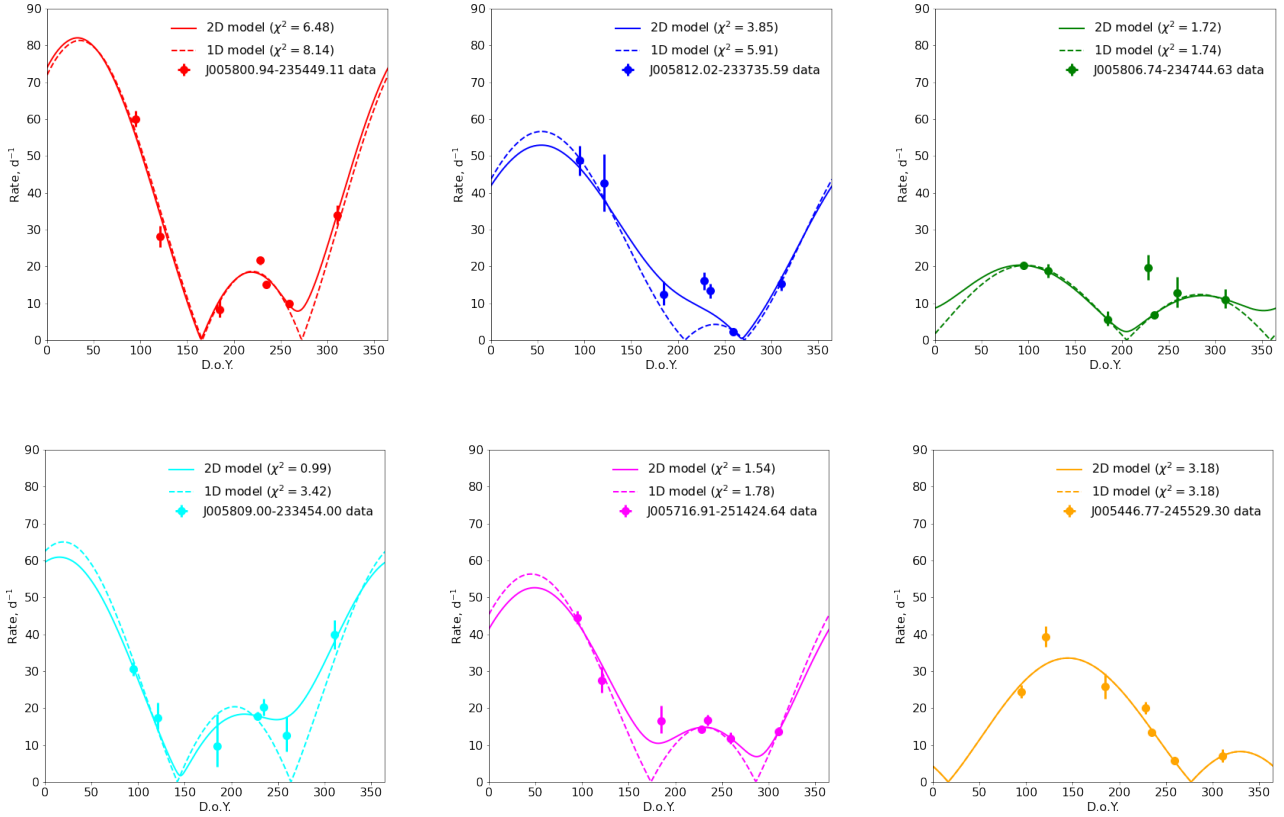 2D model (χ² = 6.48)
1D model (χ² = 8.14)
J005800.94-235449.11 data
Rate, d⁻¹
90
80
70
60
50
40
30
20
10
0
0 50 100 150 200 250 300 350
D.o.Y.
2D model (χ² = 3.85)
1D model (χ² = 5.91)
J005812.02-233735.59 data
Rate, d⁻¹
90
80
70
60
50
40
30
20
10
0
0 50 100 150 200 250 300 350
D.o.Y.
2D model (χ² = 1.72)
1D model (χ² = 1.74)
J005806.74-234744.63 data
Rate, d⁻¹
90
80
70
60
50
40
30
20
10
0
0 50 100 150 200 250 300 350
D.o.Y.
2D model (χ² = 0.99)
1D model (χ² = 3.42)
J005809.00-233454.00 data
Rate, d⁻¹
90
80
70
60
50
40
30
20
10
0
0 50 100 150 200 250 300 350
D.o.Y.
2D model (χ² = 1.54)
1D model (χ² = 1.78)
J005716.91-251424.64 data
Rate, d⁻¹
90
80
70
60
50
40
30
20
10
0
0 50 100 150 200 250 300 350
D.o.Y.
2D model (χ² = 3.18)
1D model (χ² = 3.18)
J005446.77-245529.30 data
Rate, d⁻¹
90
80
70
60
50
40
30
20
10
0
0 50 100 150 200 250 300 350
D.o.Y.